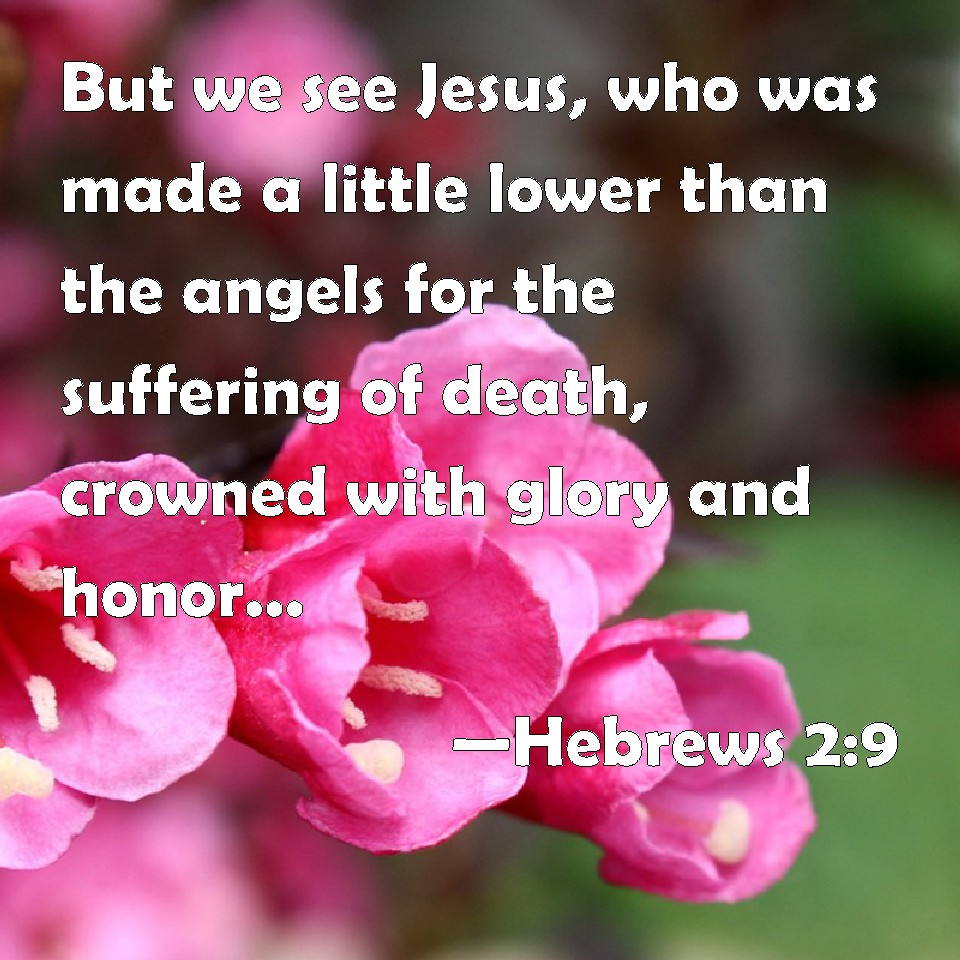 But we see Jesus, who was
made a little lower than
the angels for the
suffering of death,
crowned with glory and
honor...
—Hebrews 2:9